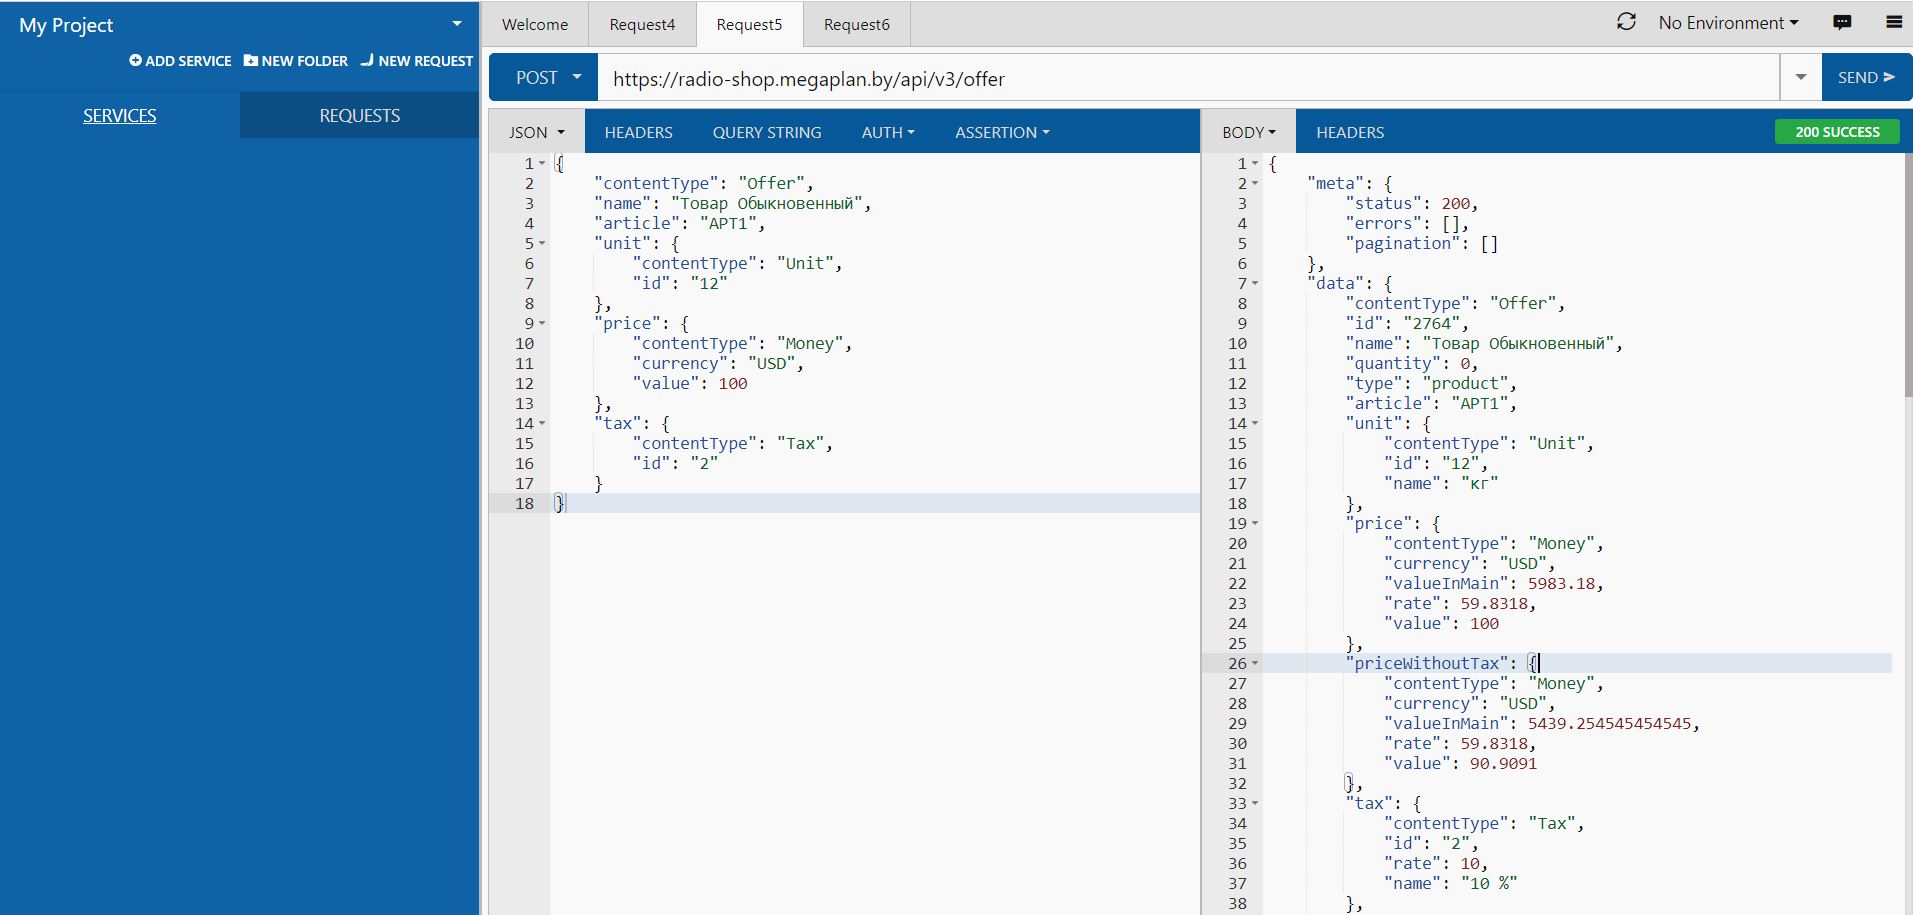 My Project
ADD SERVICE NEW FOLDER NEW REQUEST
SERVICES REQUESTS
Welcome Request4 Request5 Request6
No Environment
POST https://radio-shop.megaplan.by/api/v3/offer SEND
JSON HEADERS QUERY STRING AUTH ASSERTION
1 {
2 "contentType": "Offer",
3 "name": "Товар Обыкновенный",
4 "article": "АРТ1",
5 "unit": {
6 "contentType": "Unit",
7 "id": "12"
8 },
9 "price": {
10 "contentType": "Money",
11 "currency": "USD",
12 "value": 100
13 },
14 "tax": {
15 "contentType": "Tax",
16 "id": "2"
17 }
18 }
BODY HEADERS 200 SUCCESS
1 {
2 "meta": {
3 "status": 200,
4 "errors": [],
5 "pagination": []
6 },
7 "data": {
8 "contentType": "Offer",
9 "id": "2764",
10 "name": "Товар Обыкновенный",
11 "quantity": 0,
12 "type": "product",
13 "article": "АРТ1",
14 "unit": {
15 "contentType": "Unit",
16 "id": "12",
17 "name": "кг"
18 },
19 "price": {
20 "contentType": "Money",
21 "currency": "USD",
22 "valueInMain": 5983.18,
23 "rate": 59.8318,
24 "value": 100
25 },
26 "priceWithoutTax": {
27 "contentType": "Money",
28 "currency": "USD",
29 "valueInMain": 5439.254545454545,
30 "rate": 59.8318,
31 "value": 90.9091
32 },
33 "tax": {
34 "contentType": "Tax",
35 "id": "2",
36 "rate": 10,
37 "name": "10 %"
38 },